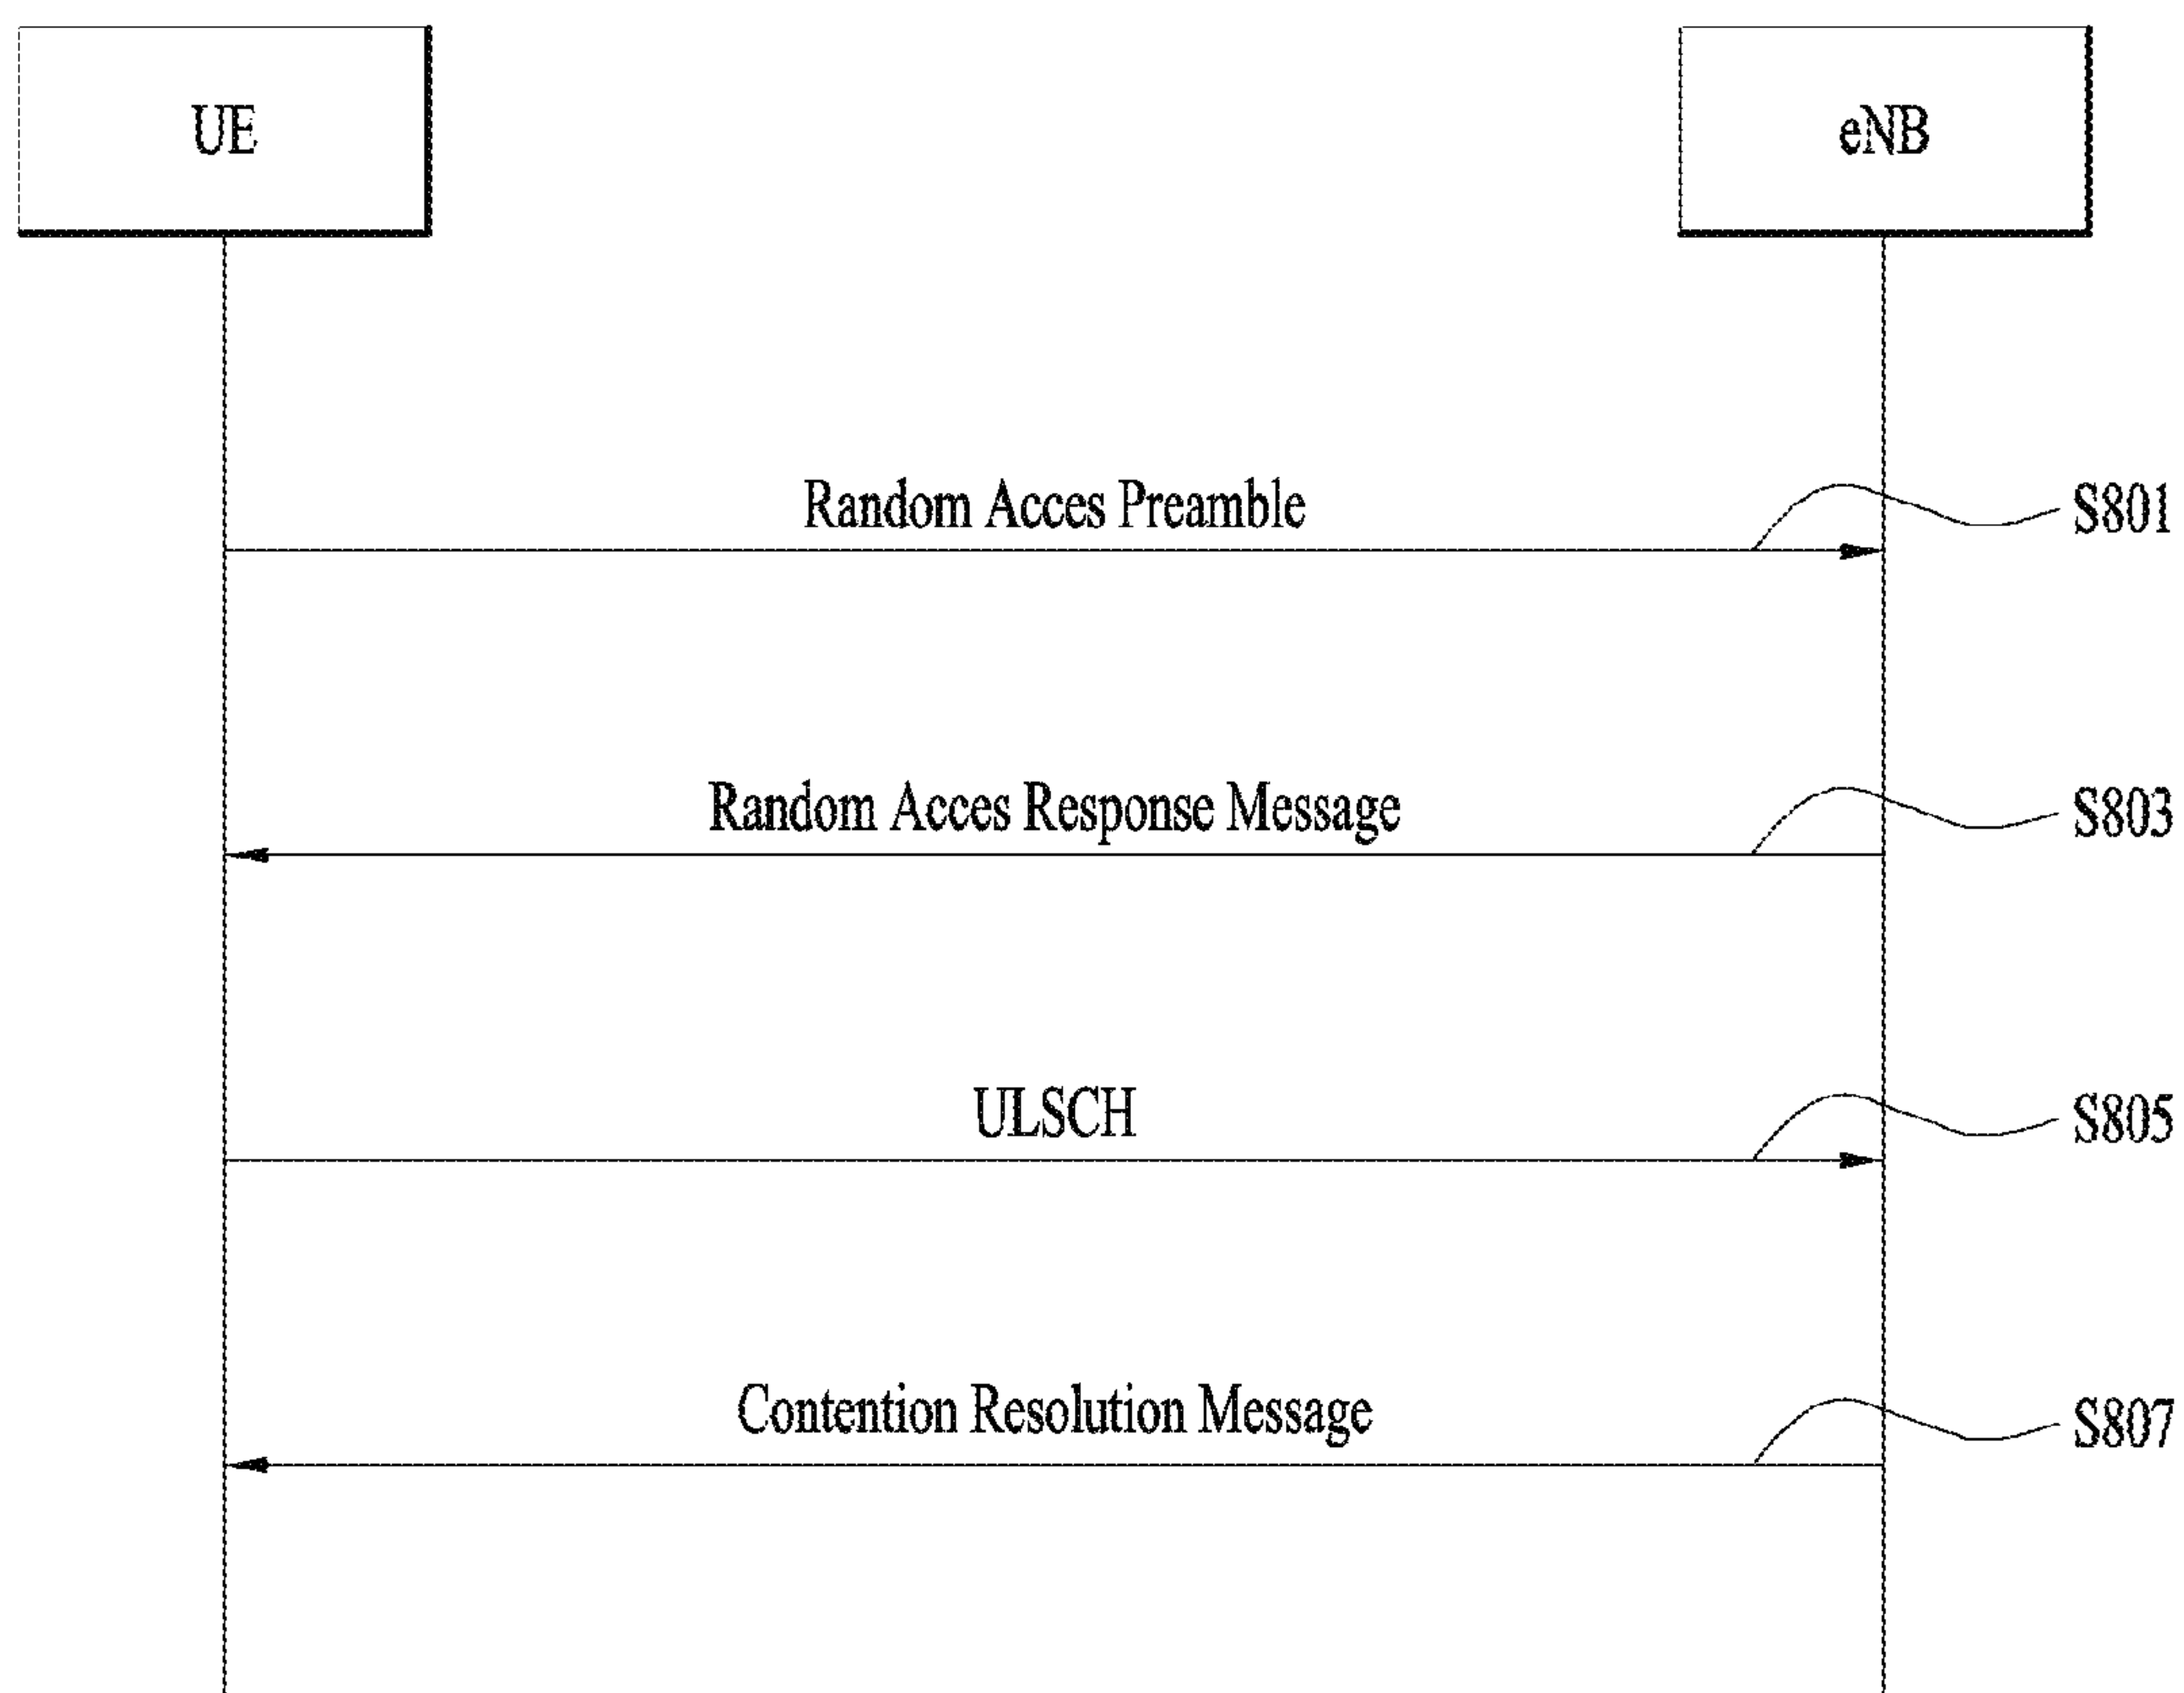 UE
eNB
Random Acces Preamble
S801
Random Acces Response Message
S803
ULSCH
S805
Contention Resolution Message
S807